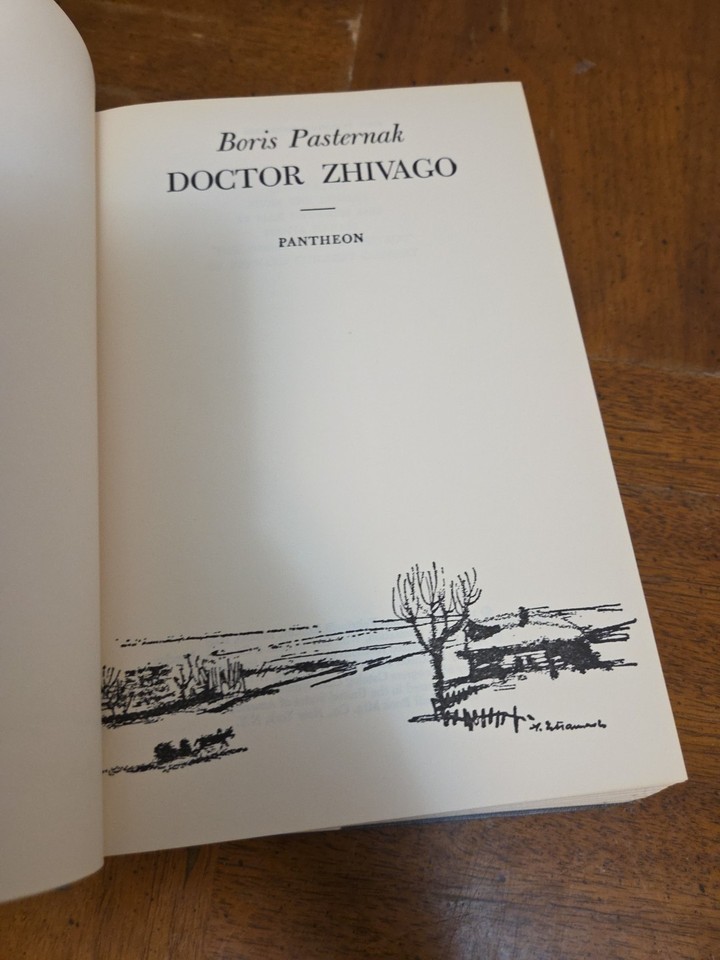 Boris Pasternak
DOCTOR ZHIVAGO
PANTHEON